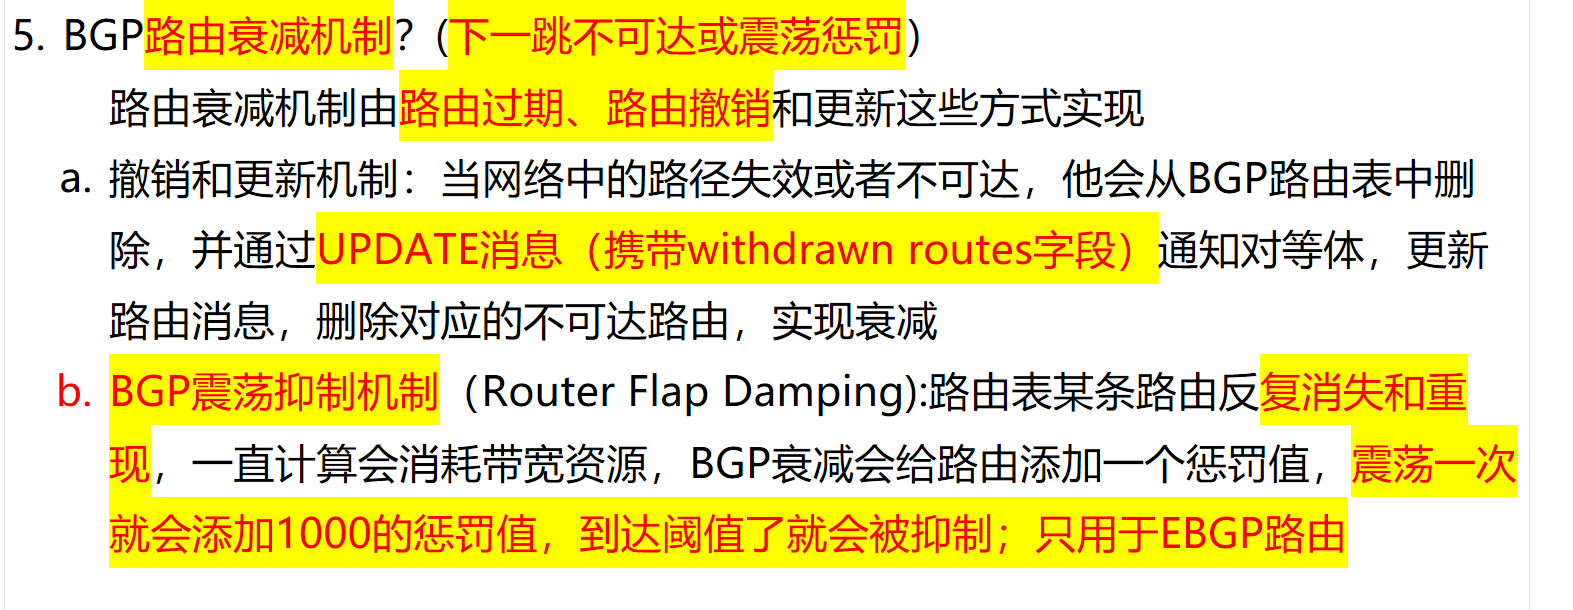 5. BGP路由衰减机制？(下一跳不可达或震荡惩罚)
路由衰减机制由路由过期、路由撤销和更新这些方式实现
a. 撤销和更新机制：当网络中的路径失效或者不可达，他会从BGP路由表中删
除，并通过UPDATE消息（携带withdrawn routes字段）通知对等体，更新
路由消息，删除对应的不可达路由，实现衰减
b. BGP震荡抑制机制（Router Flap Damping):路由表某条路由反复消失和重
现，一直计算会消耗带宽资源，BGP衰减会给路由添加一个惩罚值，震荡一次
就会添加1000的惩罚值，到达阈值了就会被抑制；只用于EBGP路由